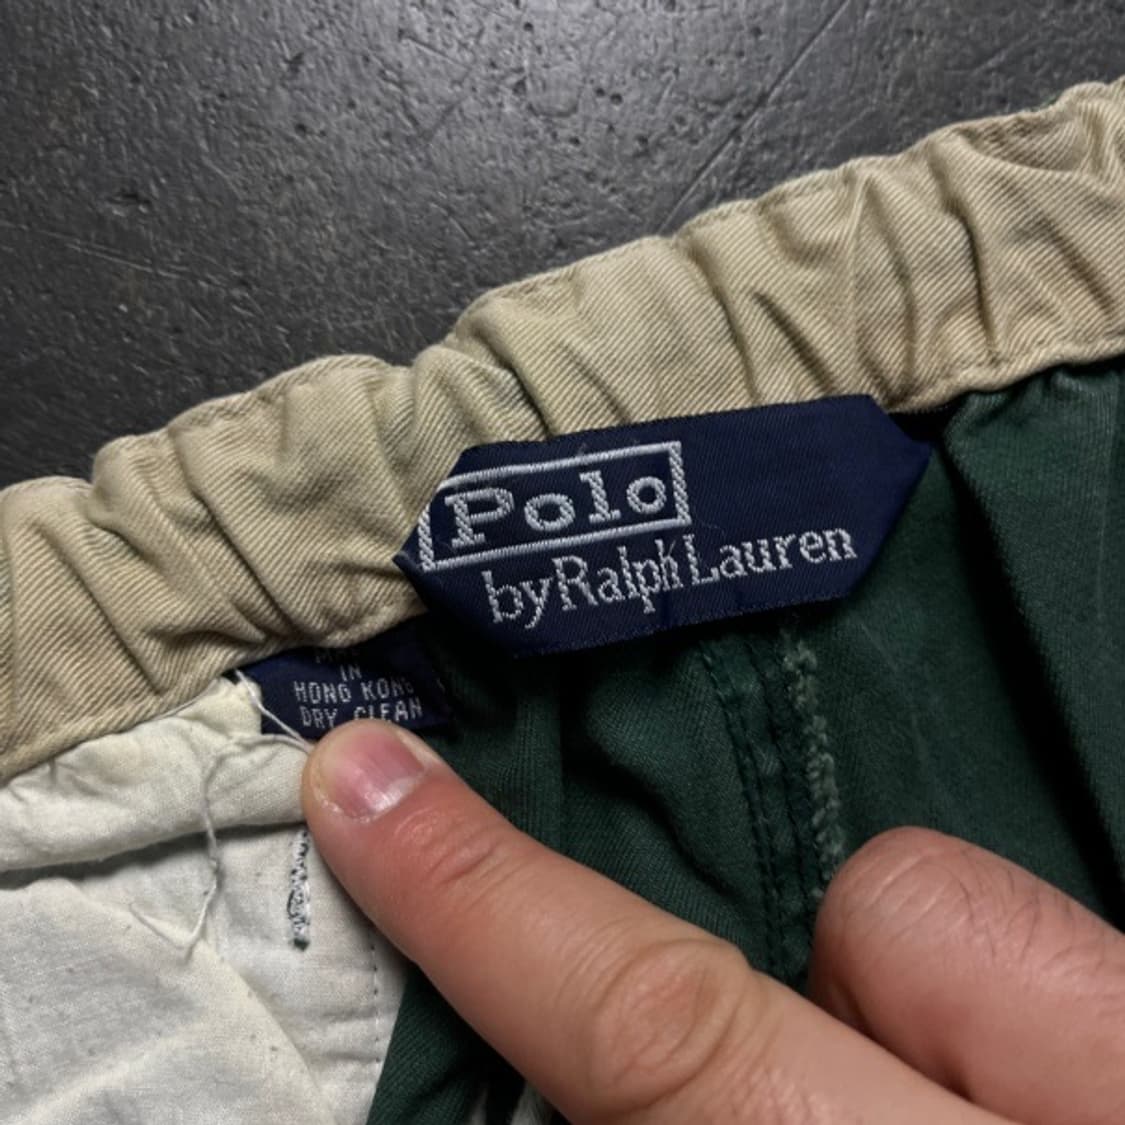 Polo
by Ralph Lauren
IN
HONG KONG
DRY CLEAN